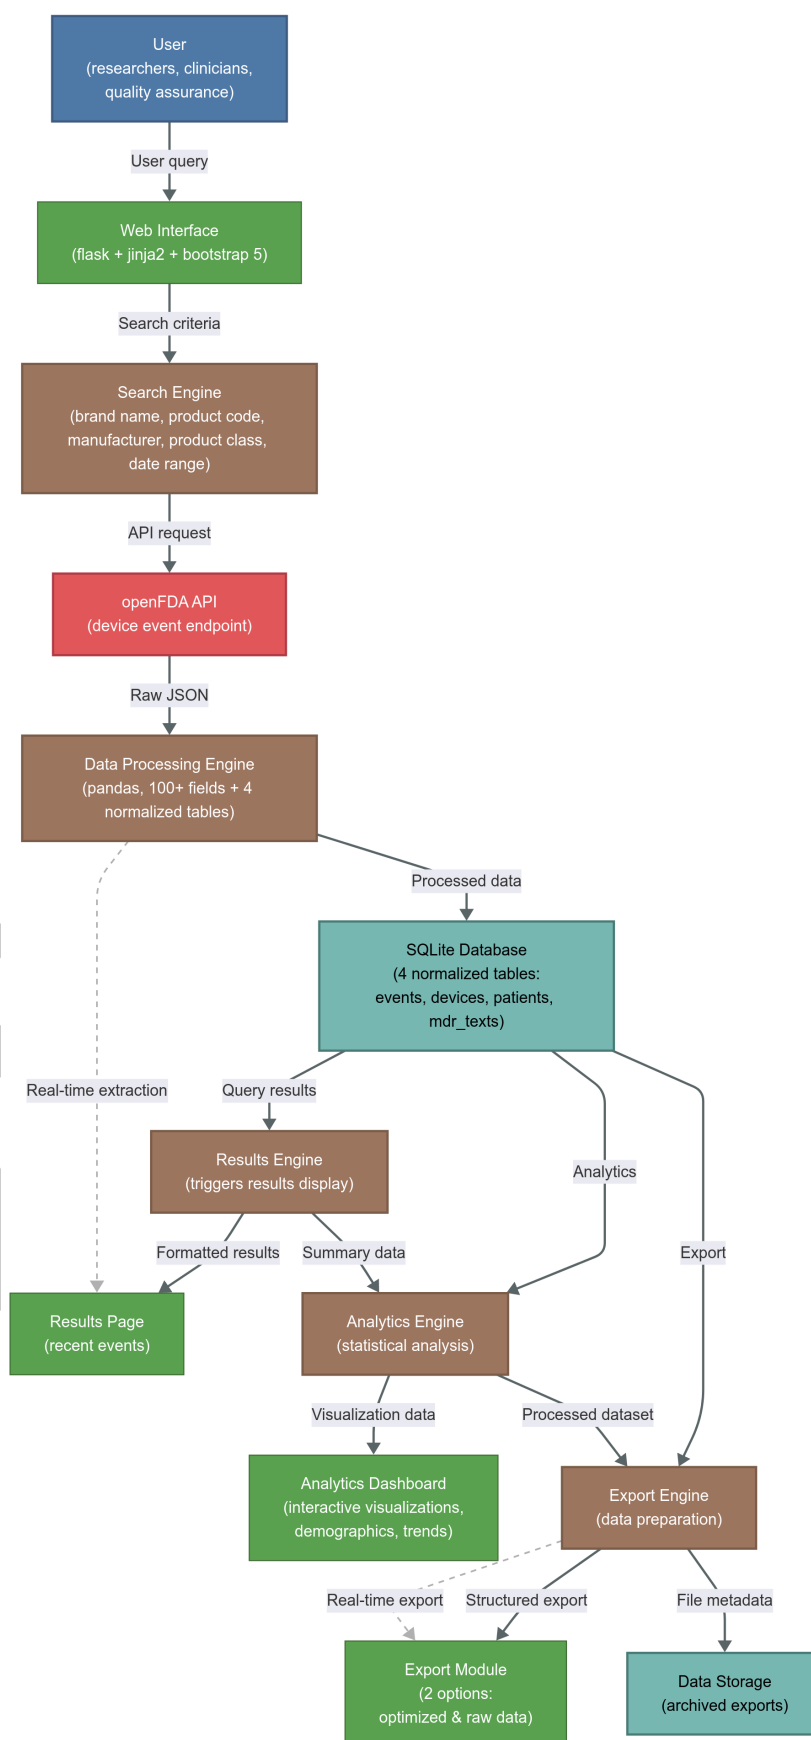 User
(researchers, clinicians,
quality assurance)
User query
Web Interface
(flask + jinja2 + bootstrap 5)
Search criteria
Search Engine
(brand name, product code,
manufacturer, product class,
date range)
API request
openFDA API
(device event endpoint)
Raw JSON
Data Processing Engine
(pandas, 100+ fields + 4
normalized tables)
Processed data
SQLite Database
(4 normalized tables:
events, devices, patients,
mdr_texts)
Real-time extraction
Query results
Results Engine
(triggers results display)
Analytics
Formatted results
Summary data
Export
Results Page
(recent events)
Analytics Engine
(statistical analysis)
Visualization data
Processed dataset
Analytics Dashboard
(interactive visualizations,
demographics, trends)
Export Engine
(data preparation)
Real-time export
Structured export
File metadata
Export Module
(2 options:
optimized & raw data)
Data Storage
(archived exports)